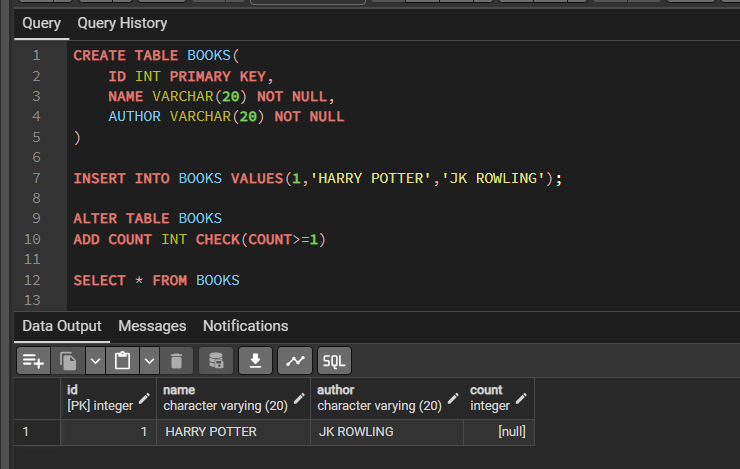 Query Query History
1 CREATE TABLE BOOKS(
2 ID INT PRIMARY KEY,
3 NAME VARCHAR(20) NOT NULL,
4 AUTHOR VARCHAR(20) NOT NULL
5 )
6
7 INSERT INTO BOOKS VALUES(1,'HARRY POTTER','JK ROWLING');
8
9 ALTER TABLE BOOKS
10 ADD COUNT INT CHECK(COUNT>=1)
11
12 SELECT * FROM BOOKS
13
Data Output Messages Notifications
SQL
id name author count
[PK] integer character varying (20) character varying (20) integer
1 1 HARRY POTTER JK ROWLING [null]